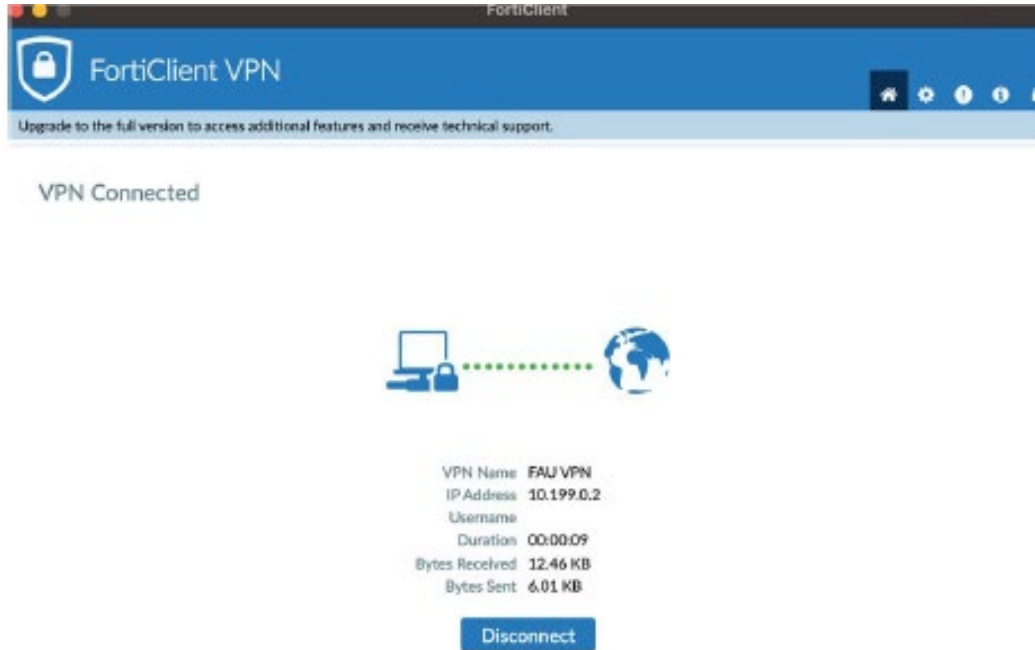 FortiClient
FortiClient VPN
Upgrade to the full version to access additional features and receive technical support.
VPN Connected
VPN Name FAU VPN
IP Address 10.199.0.2
Username
Duration 00:00:09
Bytes Received 12.46 KB
Bytes Sent 6.01 KB
Disconnect